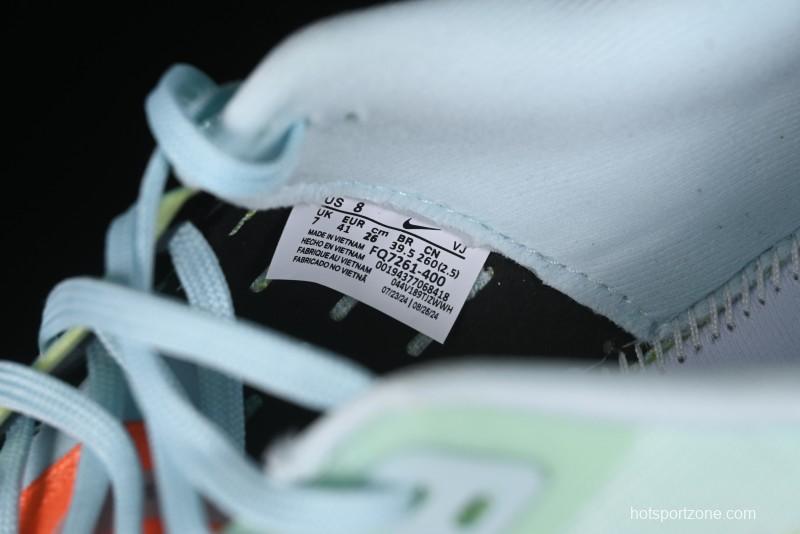 US 8
UK EUR cm BR CN
7 41 26 39.5 260(2.5) VJ
MADE IN VIETNAM
HECHO EN VIETNAM
FABRIQUE AU VIETNAM
FABRICADO NO VIETNÃ
FQ7261-400
00194377068418
04AV1891TIZWWH
07/23/24 | 08/26/24
hotsportzone.com